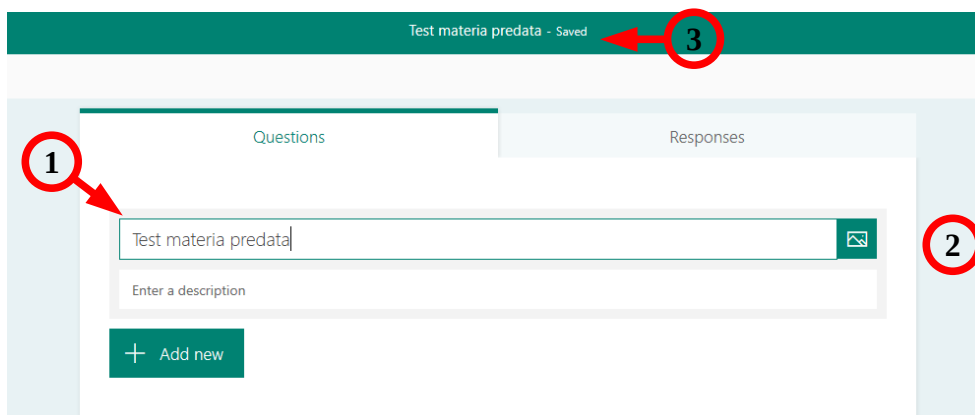 Test materia predata - Saved
3
Questions
Responses
1
Test materia predata
2
Enter a description
Add new